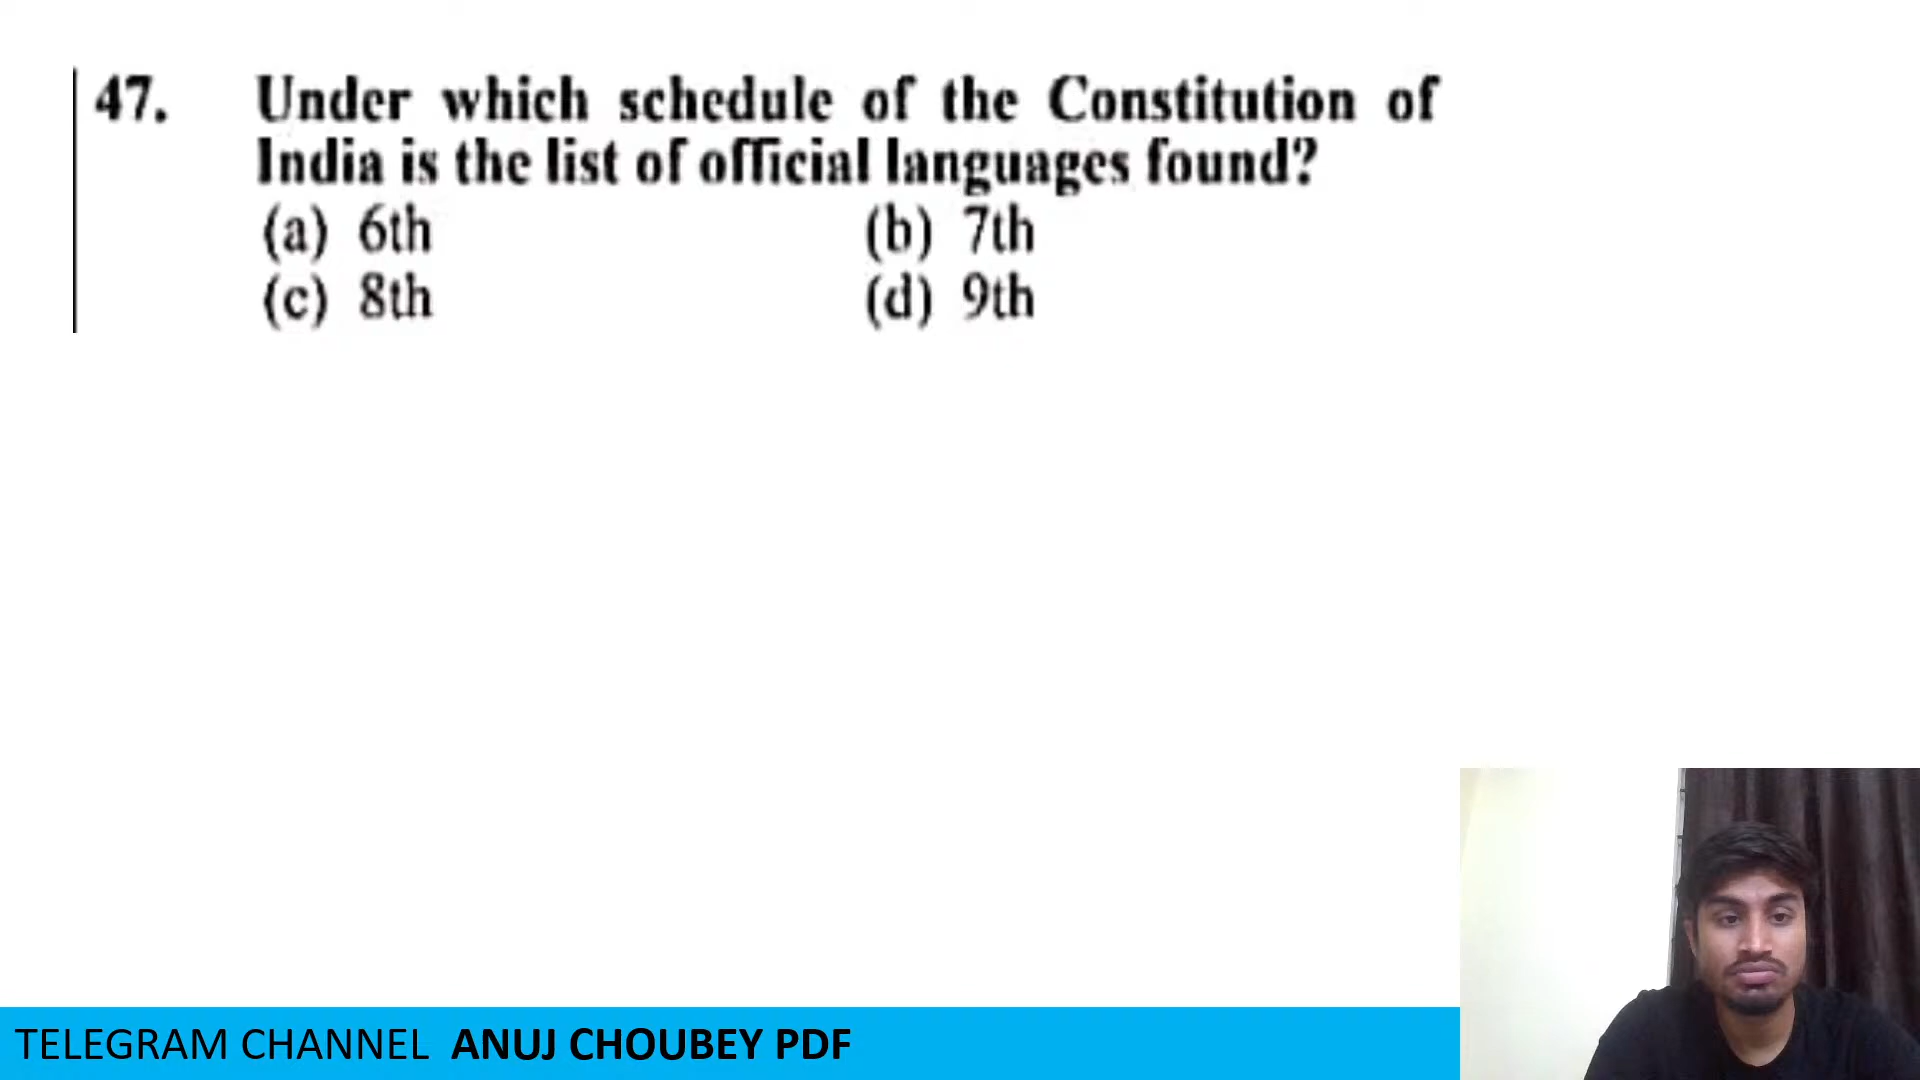 47. Under which schedule of the Constitution of
India is the list of official languages found?
(a) 6th (b) 7th
(c) 8th (d) 9th
TELEGRAM CHANNEL ANUJ CHOUBEY PDF